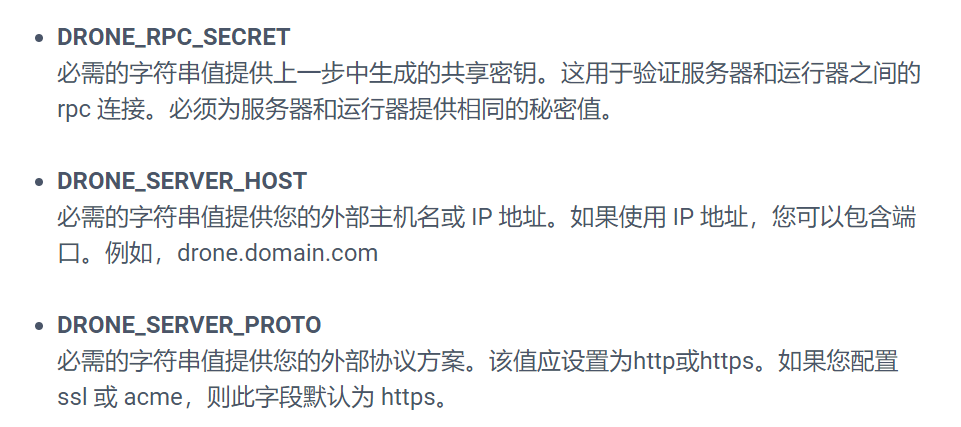 DRONE_RPC_SECRET
必需的字符串值提供上一步中生成的共享密钥。这用于验证服务器和运行器之间的
rpc 连接。必须为服务器和运行器提供相同的秘密值。
DRONE_SERVER_HOST
必需的字符串值提供您的外部主机名或 IP 地址。如果使用 IP 地址，您可以包含端
口。例如，drone.domain.com
DRONE_SERVER_PROTO
必需的字符串值提供您的外部协议方案。该值应设置为http或https。如果您配置
ssl 或 acme，则此字段默认为 https。